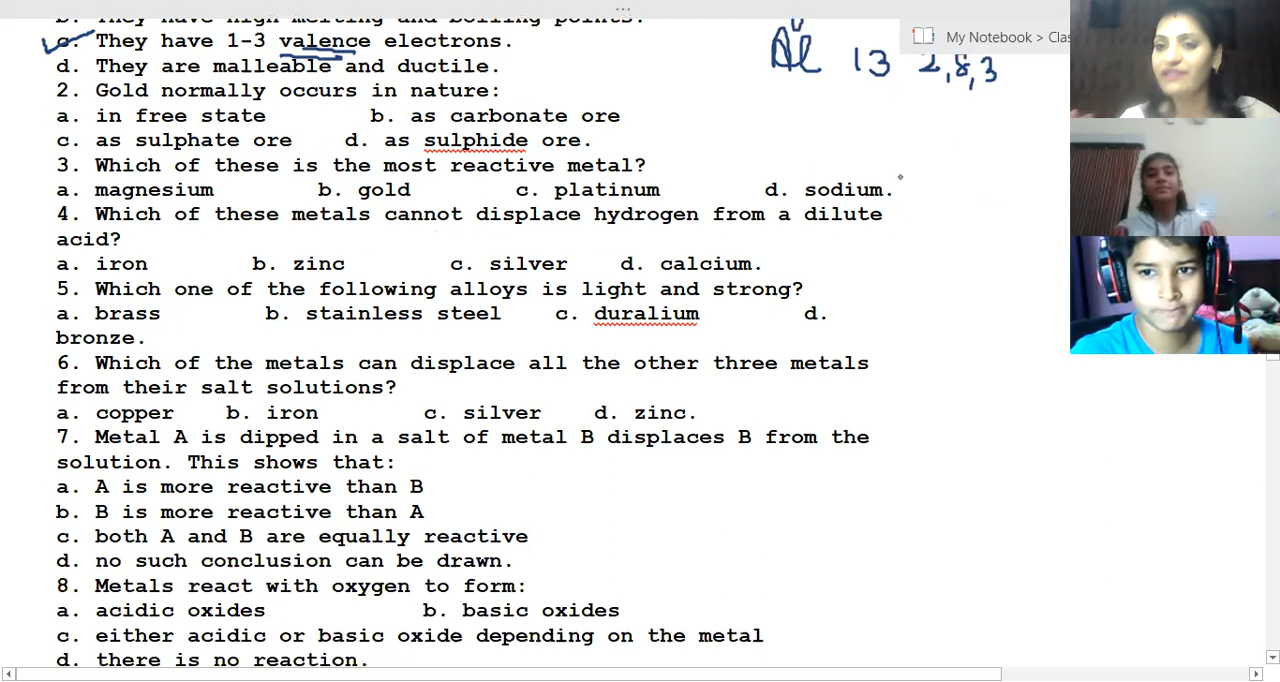 b. They have high melting and boiling points.
c. They have 1-3 valence electrons.
Al 13 2,8,3
My Notebook > Clas
d. They are malleable and ductile.
2. Gold normally occurs in nature:
a. in free state b. as carbonate ore
c. as sulphate ore d. as sulphide ore.
3. Which of these is the most reactive metal?
a. magnesium b. gold c. platinum d. sodium.
4. Which of these metals cannot displace hydrogen from a dilute
acid?
a. iron b. zinc c. silver d. calcium.
5. Which one of the following alloys is light and strong?
a. brass b. stainless steel c. duralium d.
bronze.
6. Which of the metals can displace all the other three metals
from their salt solutions?
a. copper b. iron c. silver d. zinc.
7. Metal A is dipped in a salt of metal B displaces B from the
solution. This shows that:
a. A is more reactive than B
b. B is more reactive than A
c. both A and B are equally reactive
d. no such conclusion can be drawn.
8. Metals react with oxygen to form:
a. acidic oxides b. basic oxides
c. either acidic or basic oxide depending on the metal
d. there is no reaction.